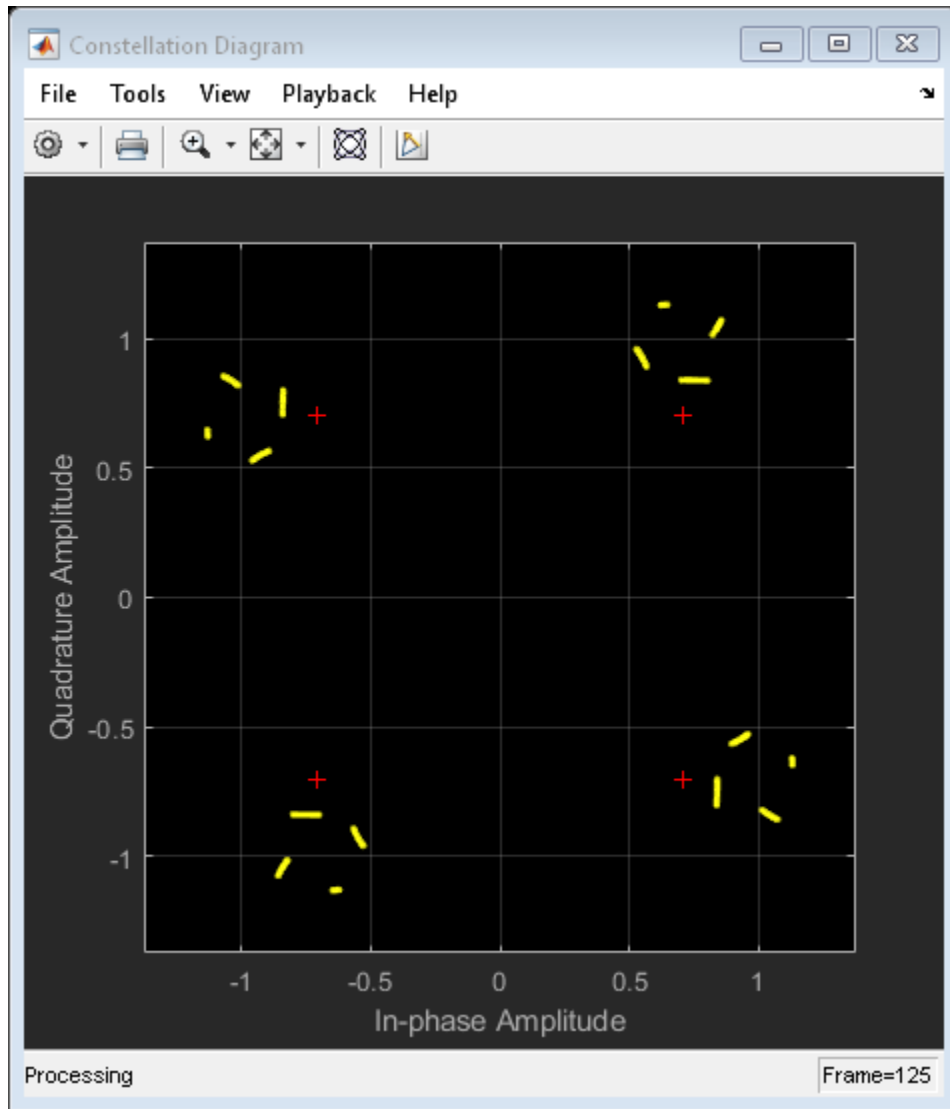 Constellation Diagram
File Tools View Playback Help
1
0.5
0
-0.5
-1
Quadrature Amplitude
-1 -0.5 0 0.5 1
In-phase Amplitude
Processing Frame=125